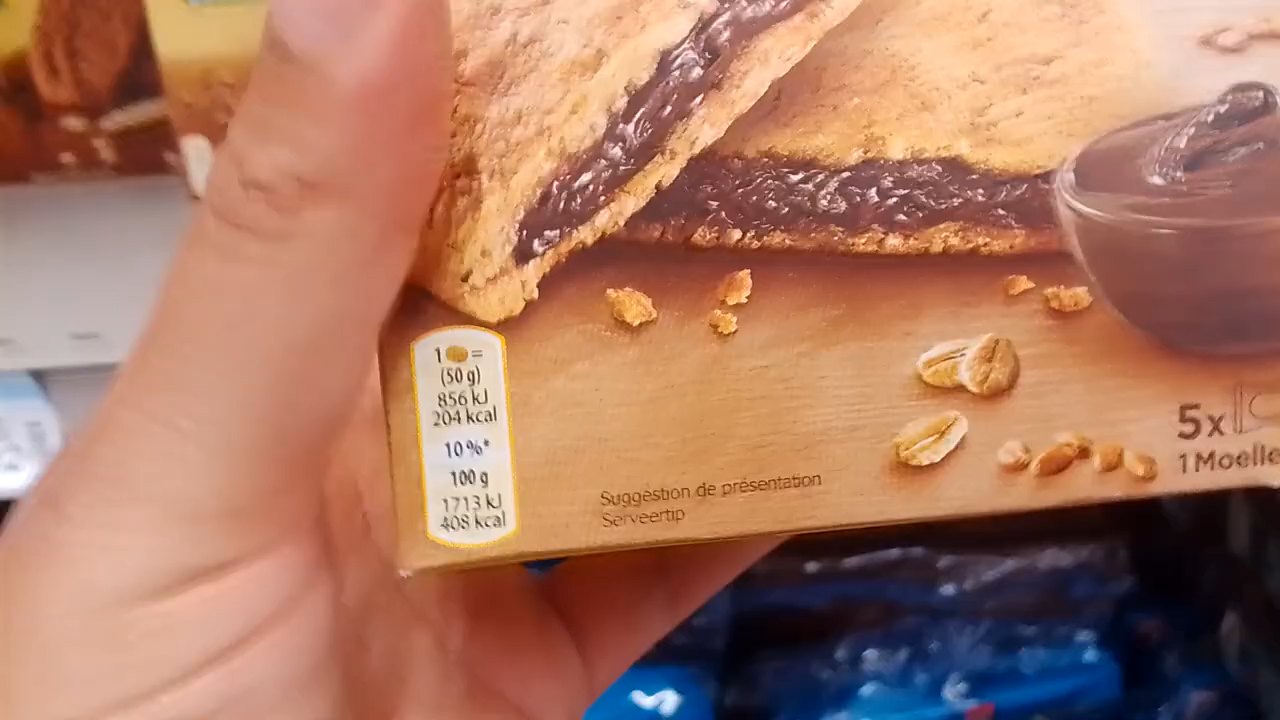 1 =
(50 g)
856 kJ
204 kcal
10%*
100 g
1713 kJ
408 kcal
Suggestion de présentation
Serveertip
5x
1 Moelle